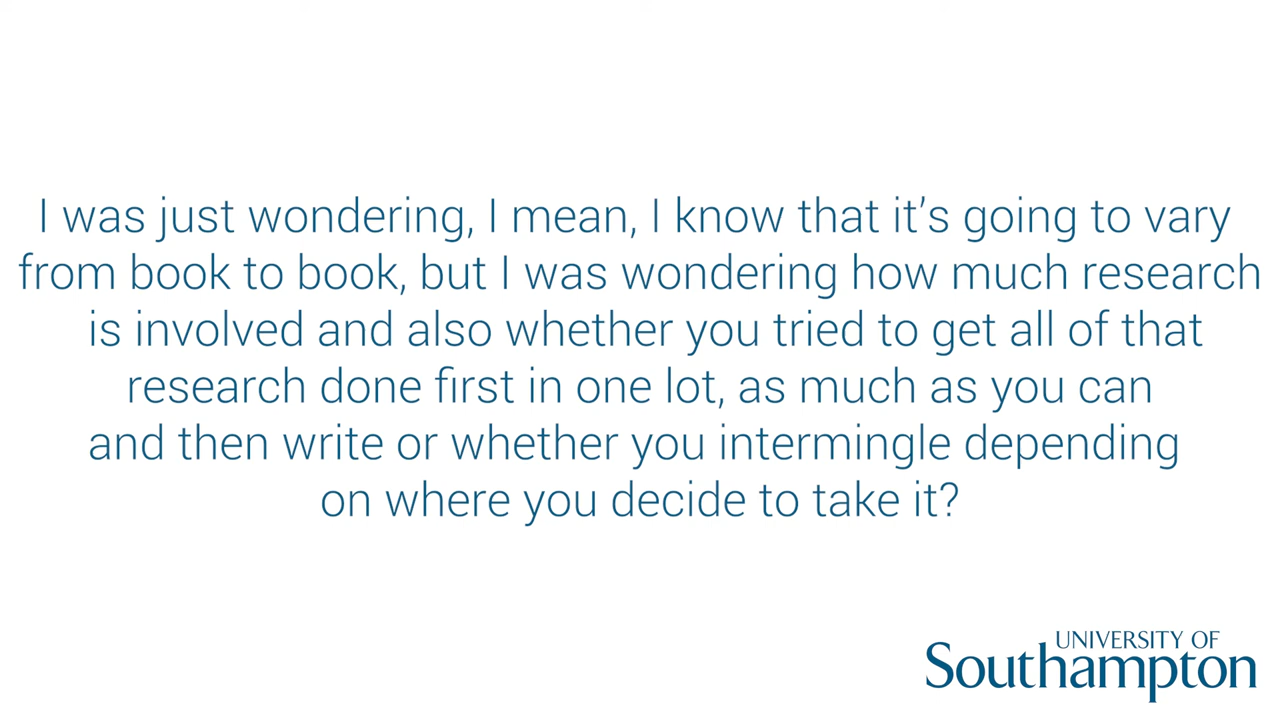 I was just wondering, I mean, I know that it’s going to vary
from book to book, but I was wondering how much research
is involved and also whether you tried to get all of that
research done first in one lot, as much as you can
and then write or whether you intermingle depending
on where you decide to take it?
UNIVERSITY OF
Southampton